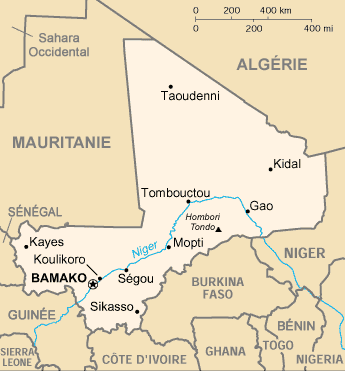 0 200 400 km
0 200 400 mi
Sahara
Occidental
ALGÉRIE
Taoudenni
MAURITANIE
Kidal
Tombouctou
Gao
Hombori
Tondo
SÉNÉGAL
Kayes
Niger
Mopti
Koulikoro
NIGER
BAMAKO
Ségou
BURKINA
FASO
Sikasso
GUINÉE
BÉNIN
SIERRA
LEONE
CÔTE D'IVOIRE
GHANA
TOGO
NIGERIA